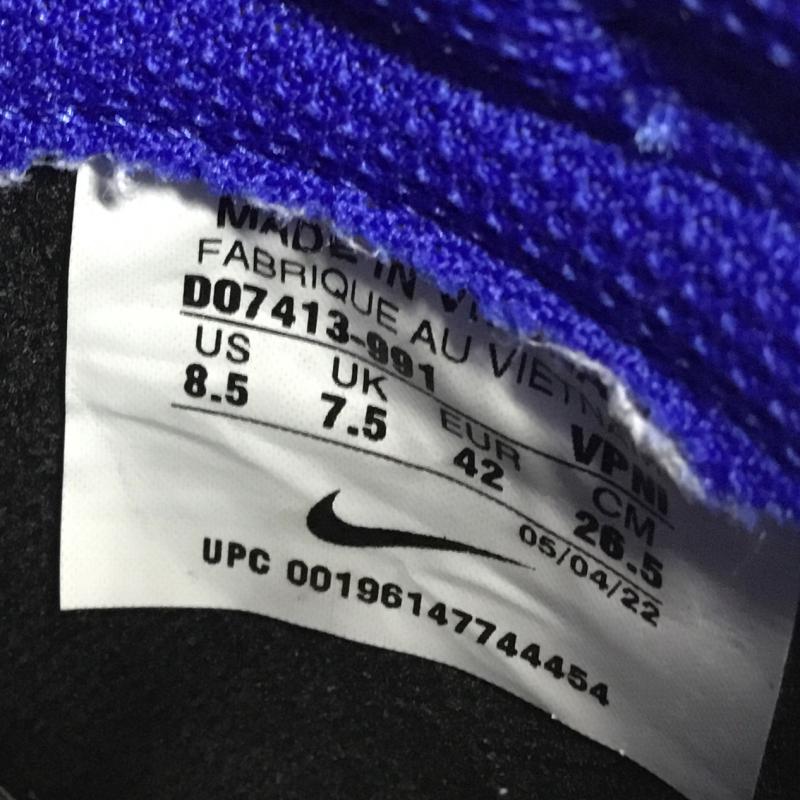 MADE IN VI
FABRIQUE AU VIETNA
DO7413-991 VPNI
US UK EUR CM
8.5 7.5 42 26.5
05/04/22
UPC 00196147744454